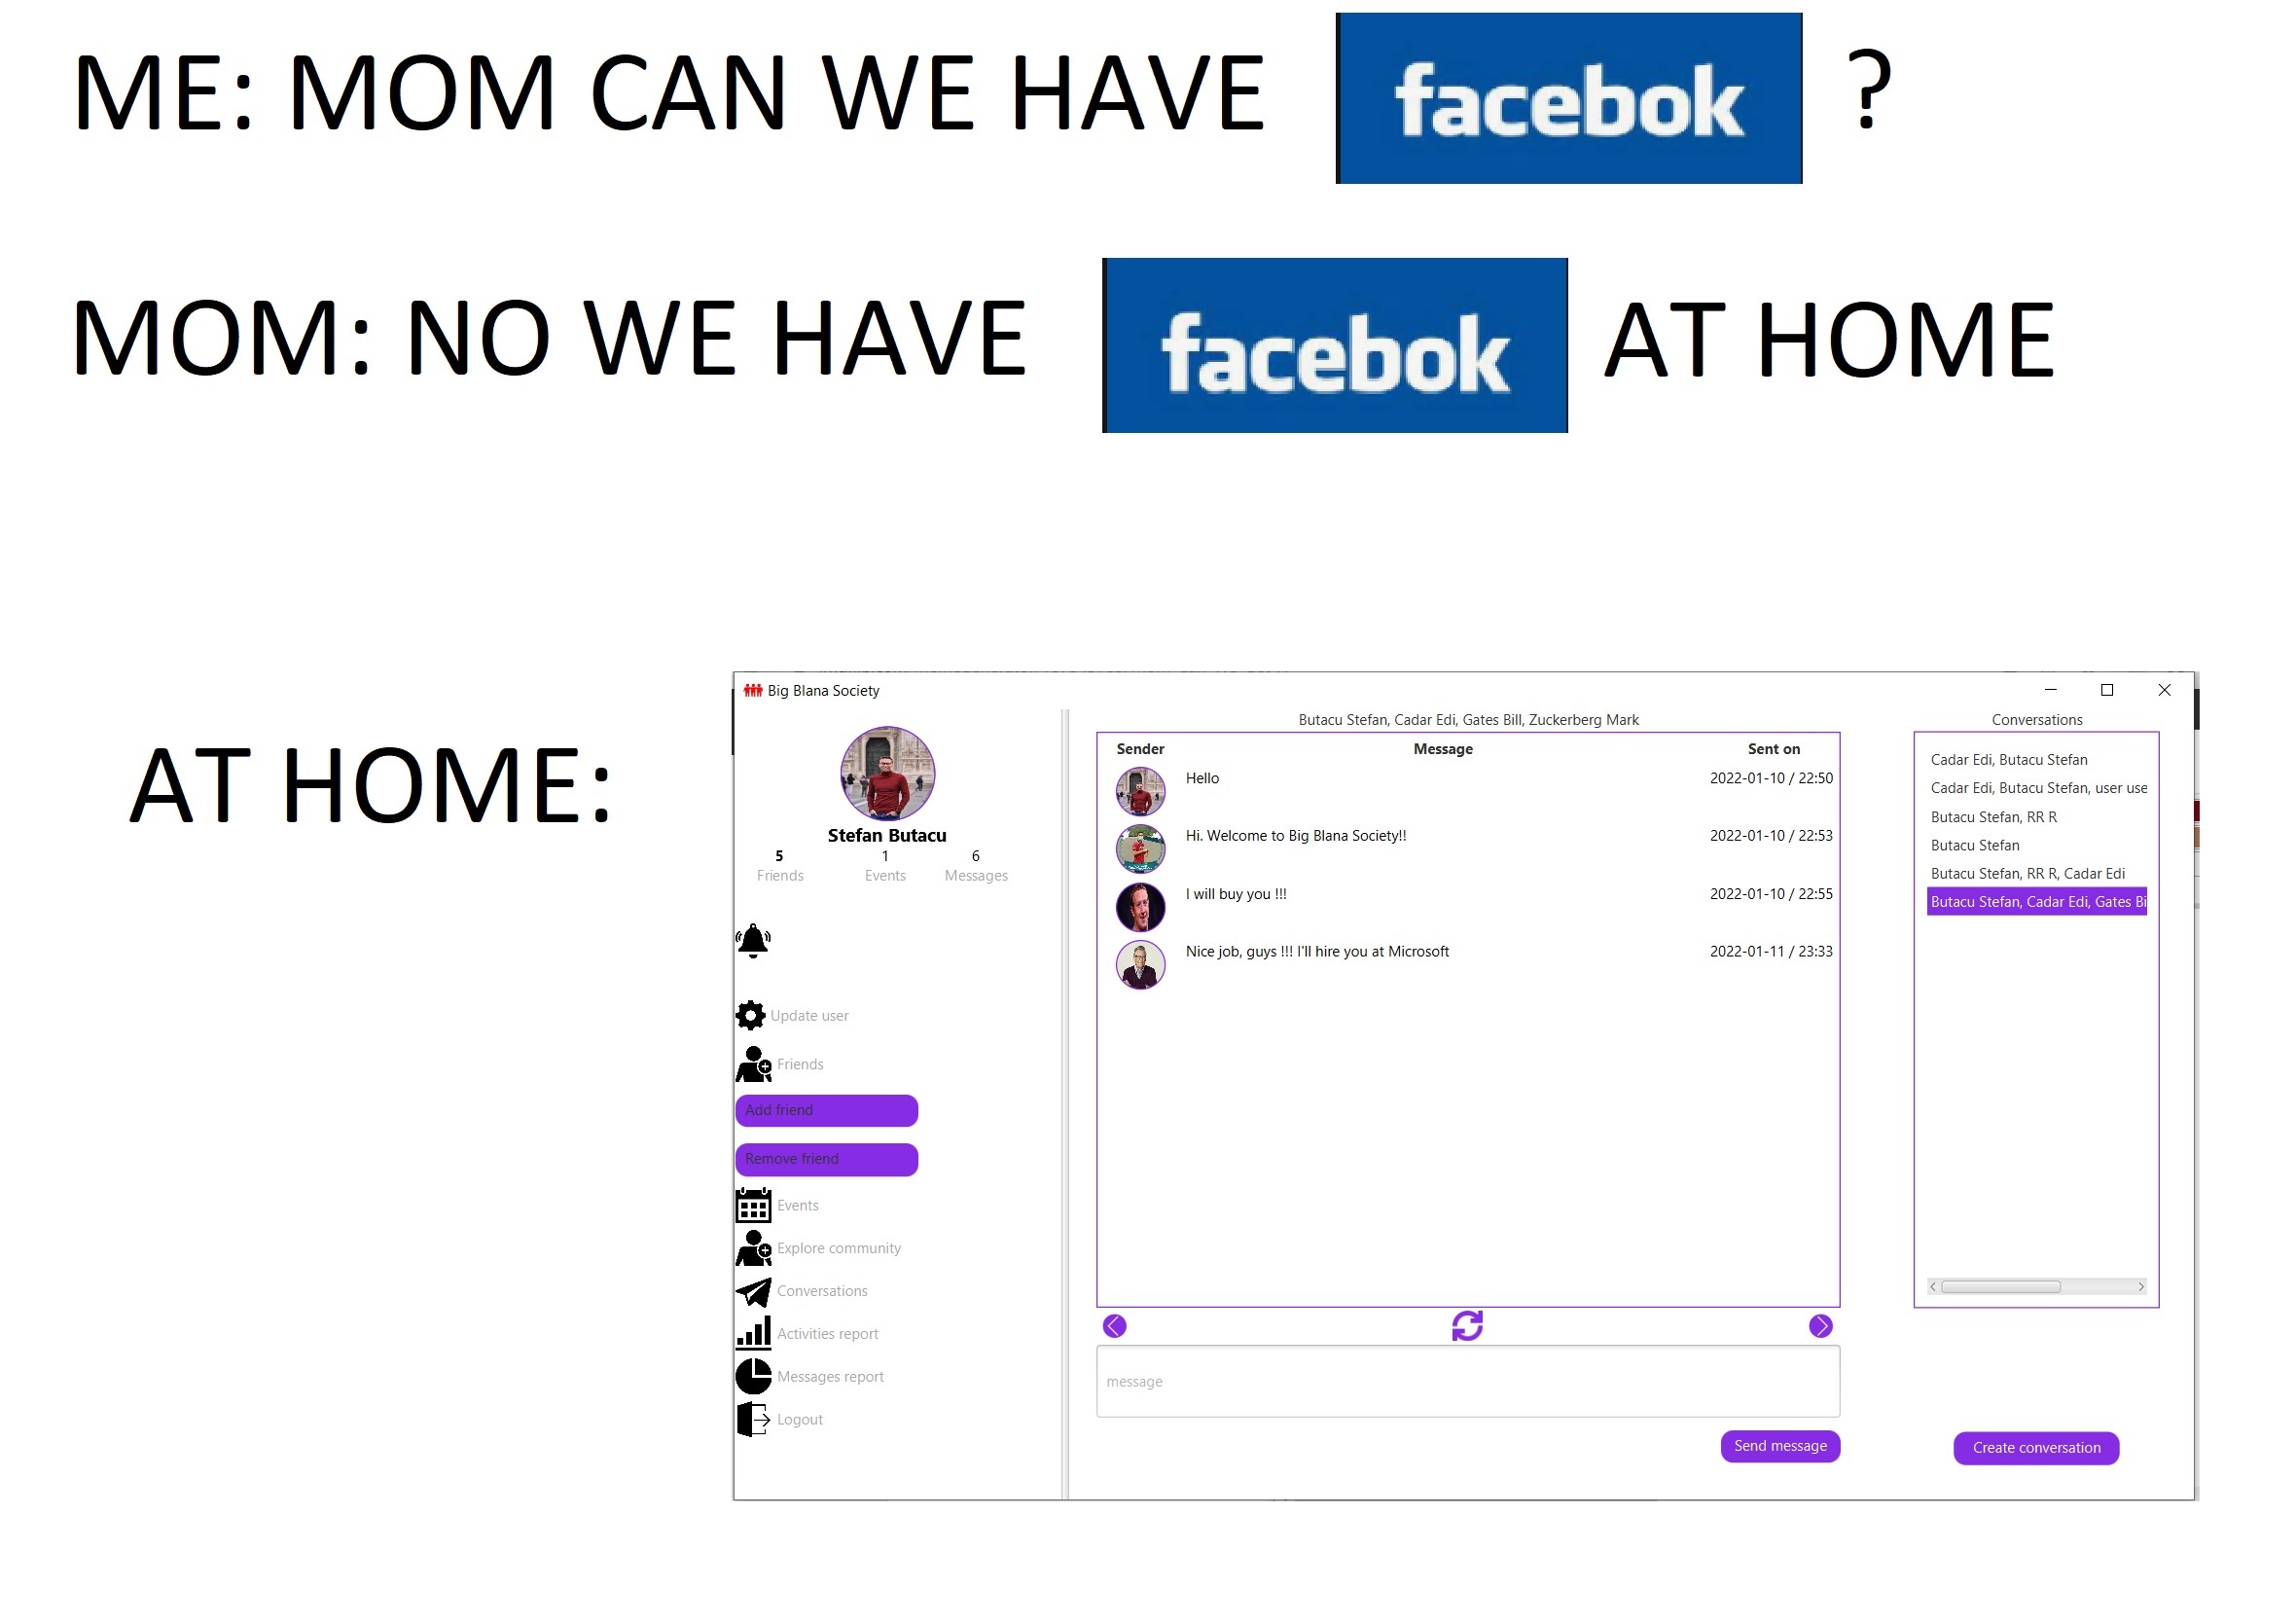 ME: MOM CAN WE HAVE facebok ?
MOM: NO WE HAVE facebok AT HOME
AT HOME:
Big Blana Society
Stefan Butacu
5 1 6
Friends Events Messages
Update user
Friends
Add friend
Remove friend
Events
Explore community
Conversations
Activities report
Messages report
Logout
Butacu Stefan, Cadar Edi, Gates Bill, Zuckerberg Mark
Sender Message Sent on
Hello 2022-01-10 / 22:50
Hi. Welcome to Big Blana Society!! 2022-01-10 / 22:53
I will buy you !!! 2022-01-10 / 22:55
Nice job, guys !!! I'll hire you at Microsoft 2022-01-11 / 23:33
message
Send message
Conversations
Cadar Edi, Butacu Stefan
Cadar Edi, Butacu Stefan, user use
Butacu Stefan, RR R
Butacu Stefan
Butacu Stefan, RR R, Cadar Edi
Butacu Stefan, Cadar Edi, Gates Bi
Create conversation